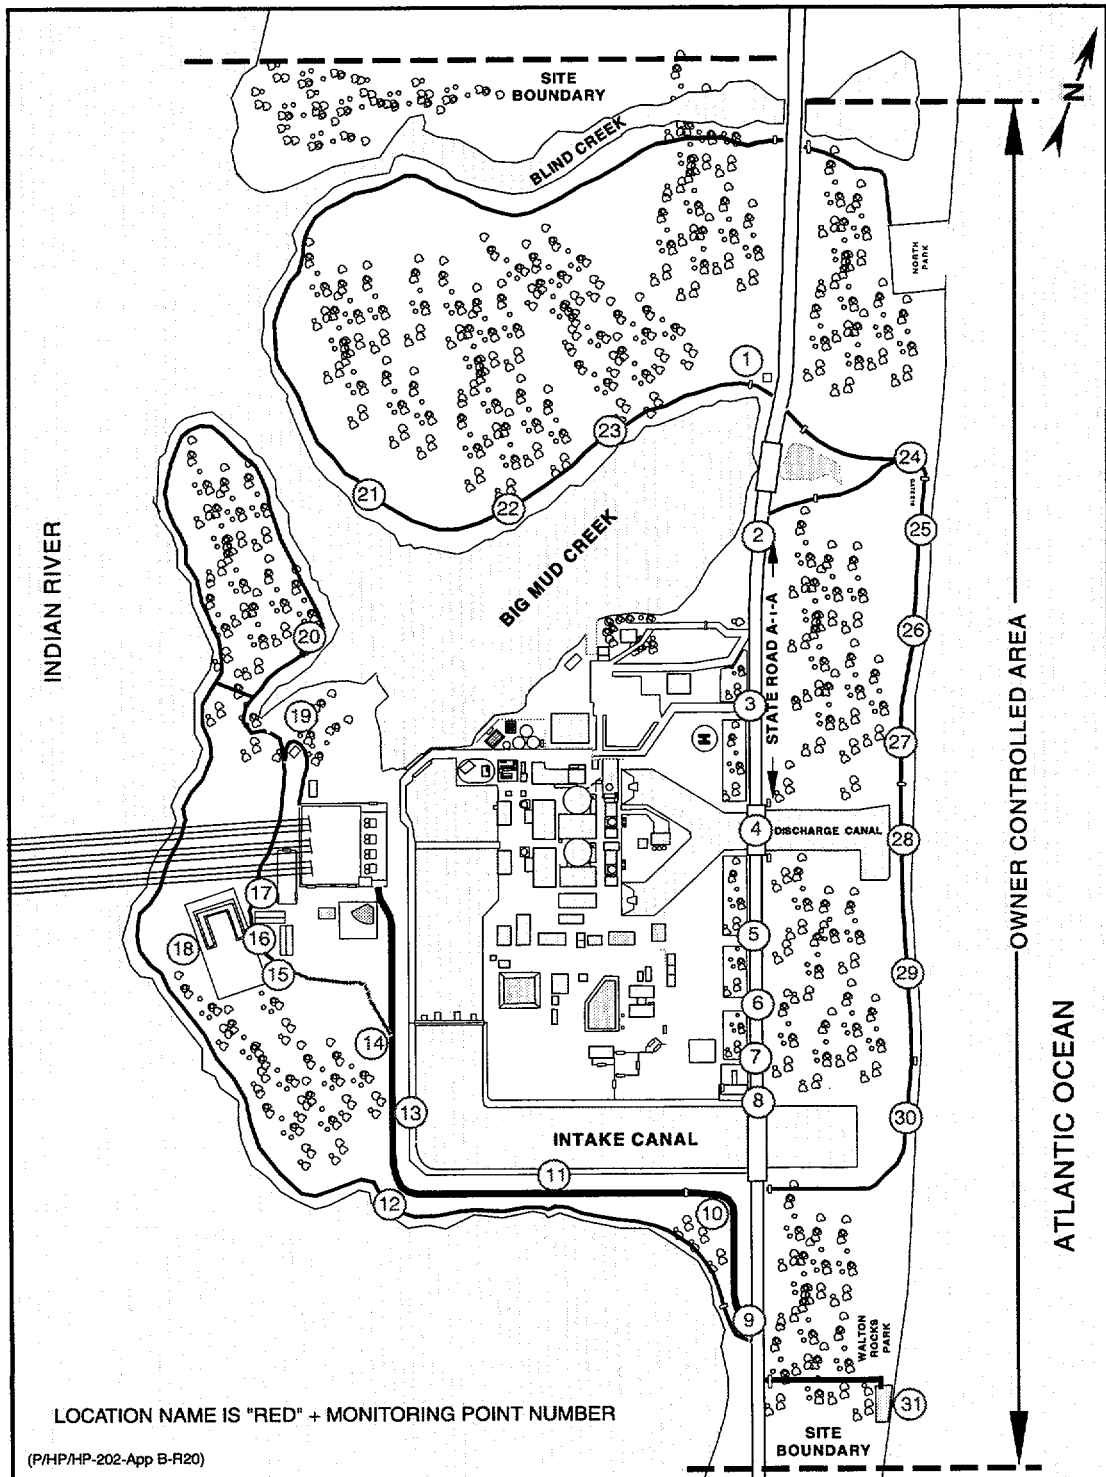 SITE
BOUNDARY
N
BLIND CREEK
NORTH
PARK
1
24
23
21
22
25
2
INDIAN RIVER
BIG MUD CREEK
STATE ROAD A-I-A
26
20
OWNER CONTROLLED AREA
19
3
27
H
4
DISCHARGE CANAL
28
17
18
16
5
15
29
6
ATLANTIC OCEAN
14
7
8
13
30
INTAKE CANAL
11
12
10
9
WALTON
ROCKS
PARK
31
LOCATION NAME IS "RED" + MONITORING POINT NUMBER
SITE
BOUNDARY
(P/HP/HP-202-App B-R20)